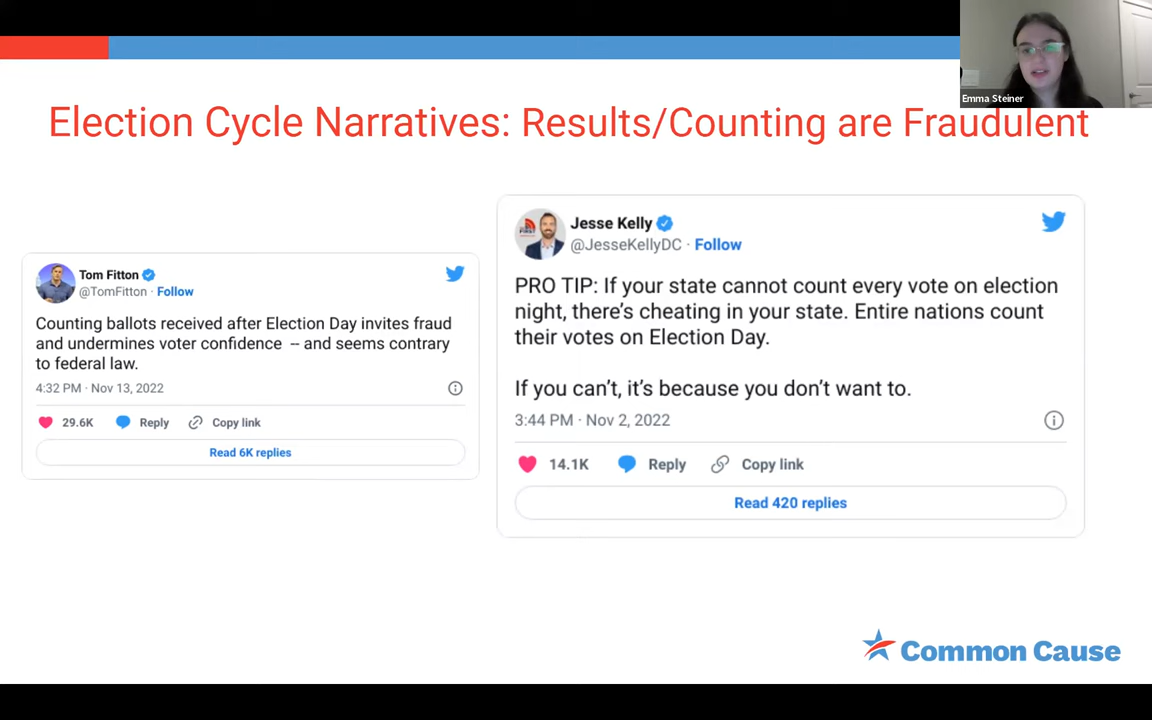 Emma Steiner
Election Cycle Narratives: Results/Counting are Fraudulent
Tom Fitton
@TomFitton · Follow
Counting ballots received after Election Day invites fraud
and undermines voter confidence -- and seems contrary
to federal law.
4:32 PM · Nov 13, 2022
29.6K Reply Copy link
Read 6K replies
Jesse Kelly
@JesseKellyDC · Follow
PRO TIP: If your state cannot count every vote on election
night, there's cheating in your state. Entire nations count
their votes on Election Day.
If you can't, it's because you don't want to.
3:44 PM · Nov 2, 2022
14.1K Reply Copy link
Read 420 replies
Common Cause